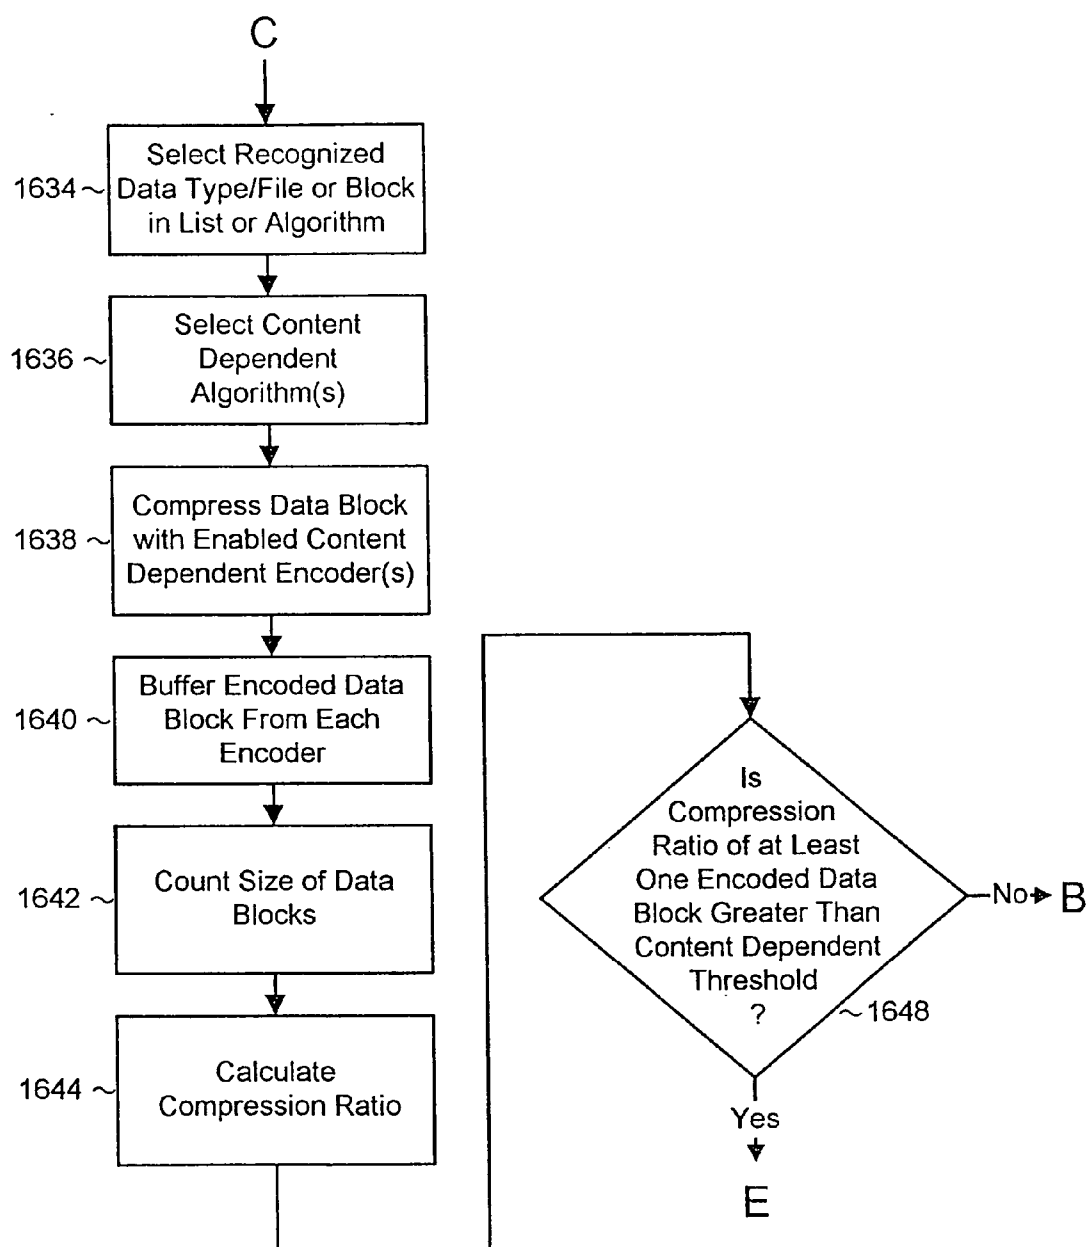 C
1634
Select Recognized
Data Type/File or Block
in List or Algorithm
1636
Select Content
Dependent
Algorithm(s)
1638
Compress Data Block
with Enabled Content
Dependent Encoder(s)
1640
Buffer Encoded Data
Block From Each
Encoder
1642
Count Size of Data
Blocks
1644
Calculate
Compression Ratio
Is
Compression
Ratio of at Least
One Encoded Data
Block Greater Than
Content Dependent
Threshold
?
1648
No
B
Yes
E